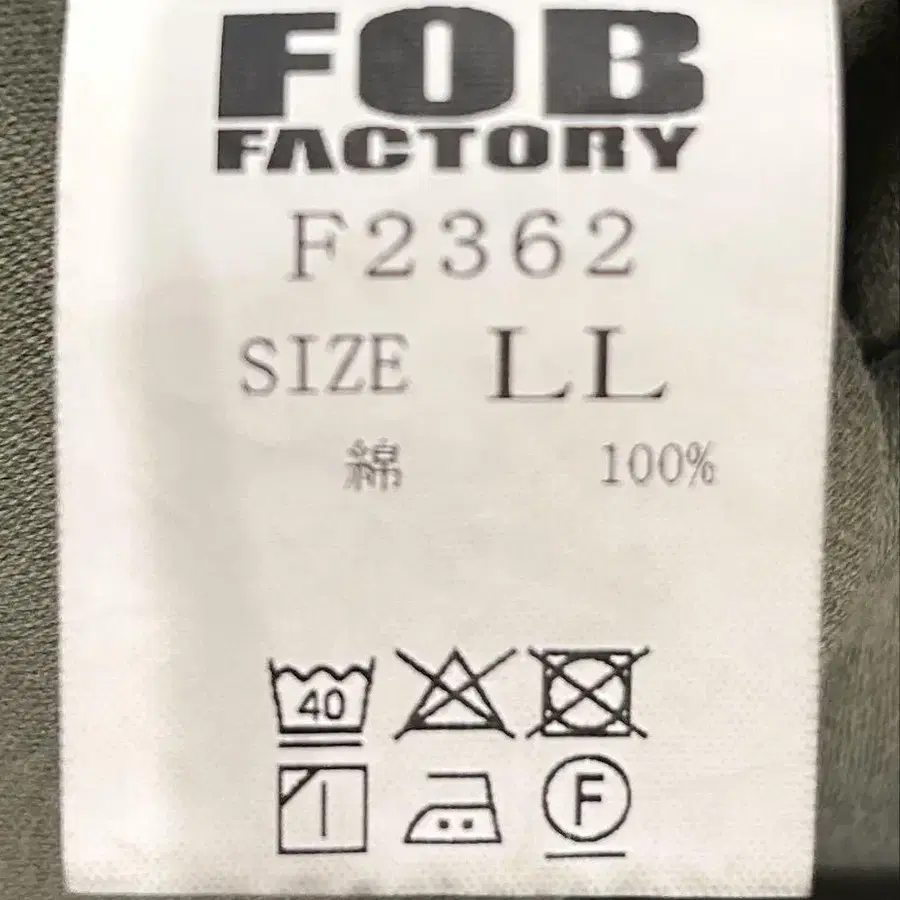 FOB
FACTORY
F2362
SIZE LL
綿 100%
40
F